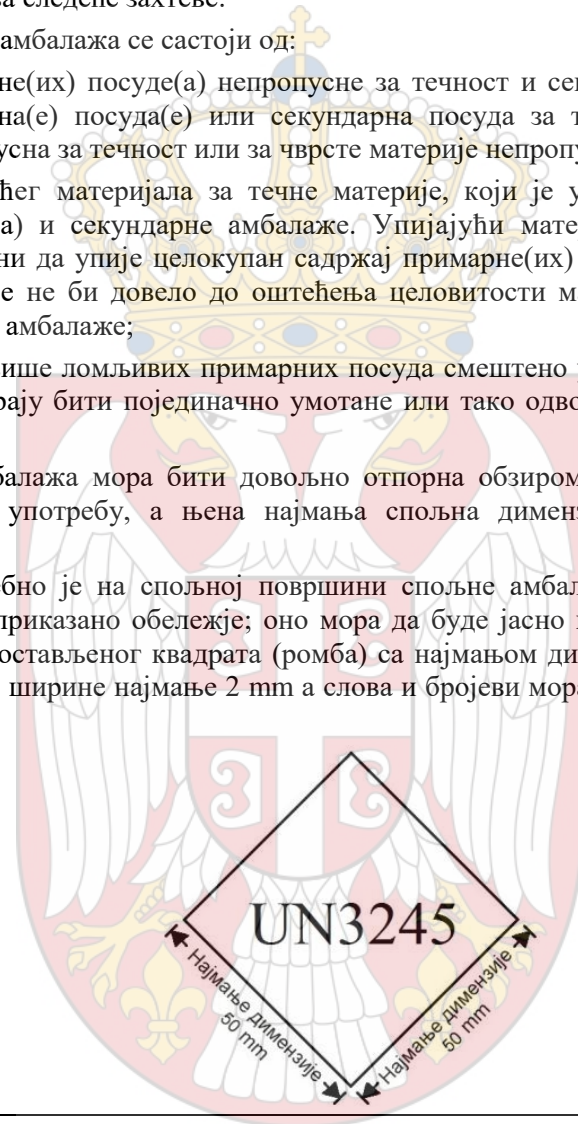 за следеће захтеве:
амбалажа се састоји од:
не(их) посуде(а) непропусне за течност и сек
на(е) посуда(е) или секундарна посуда за т
усна за течност или за чврсте материје непропу
ћег материјала за течне материје, који је у
а) и секундарне амбалаже. Упијајући мате
ни да упије целокупан садржај примарне(их)
е не би довело до оштећења целовитости м
амбалаже;
ише ломљивих примарних посуда смештено
рају бити појединачно умотане или тако одво
балажа мора бити довољно отпорна обзиром
употребу, а њена најмања спољна димен
ебно је на спољној површини спољне амбал
приказано обележје; оно мора да буде јасно
остављеног квадрата (ромба) са најмањом ди
ширине најмање 2 mm а слова и бројеви мора
UN3245
Најмање димензије
50 mm
Најмање димензије
50 mm